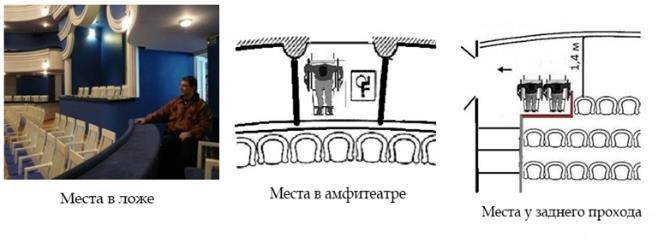 1,4 м
Места в ложе
Места в амфитеатре
Места у заднего прохода